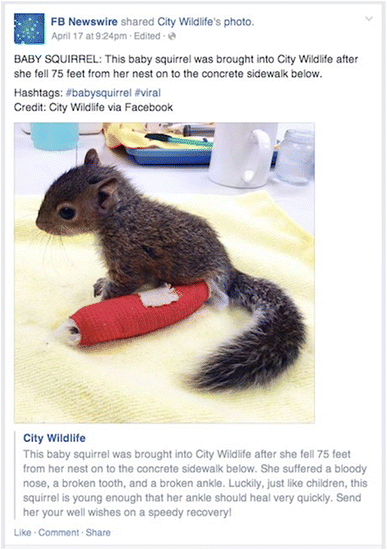 FB Newswire shared City Wildlife's photo.
April 17 at 9:24pm · Edited ·
BABY SQUIRREL: This baby squirrel was brought into City Wildlife after
she fell 75 feet from her nest on to the concrete sidewalk below.
Hashtags: #babysquirrel #viral
Credit: City Wildlife via Facebook
City Wildlife
This baby squirrel was brought into City Wildlife after she fell 75 feet
from her nest on to the concrete sidewalk below. She suffered a bloody
nose, a broken tooth, and a broken ankle. Luckily, just like children, this
squirrel is young enough that her ankle should heal very quickly. Send
her your well wishes on a speedy recovery!
Like · Comment · Share